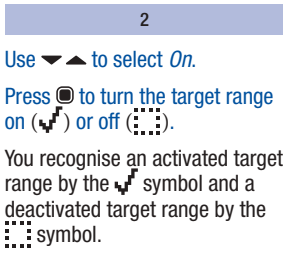 2
Use ▼▲ to select On.
Press ▣ to turn the target range
on (✔) or off (⬚).
You recognise an activated target
range by the ✔ symbol and a
deactivated target range by the
⬚ symbol.